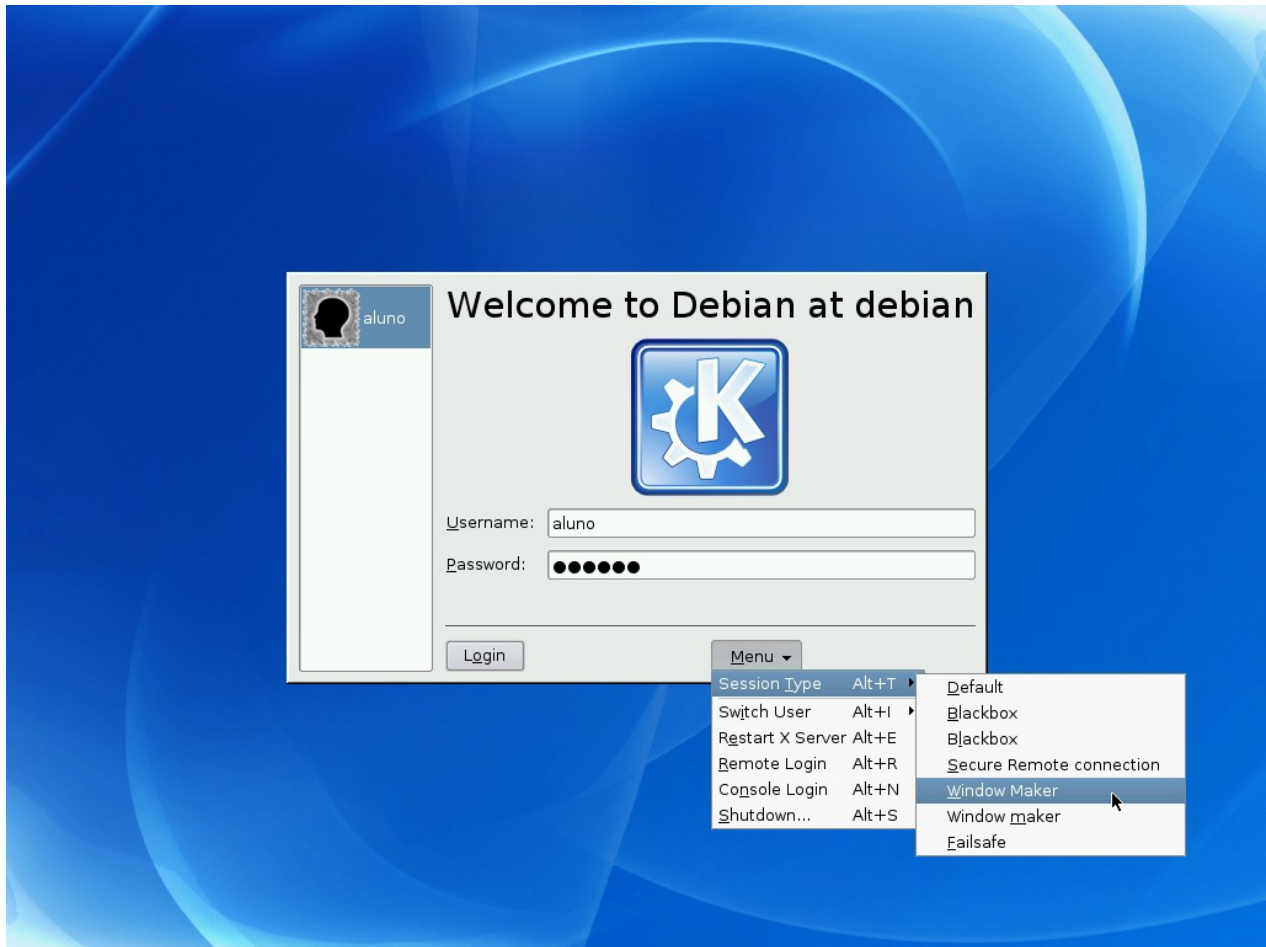 Welcome to Debian at debian
aluno
Username: aluno
Password: ●●●●●●
Login
Menu
Session Type Alt+T
Switch User Alt+I
Restart X Server Alt+E
Remote Login Alt+R
Console Login Alt+N
Shutdown... Alt+S
Default
Blackbox
Blackbox
Secure Remote connection
Window Maker
Window maker
Failsafe